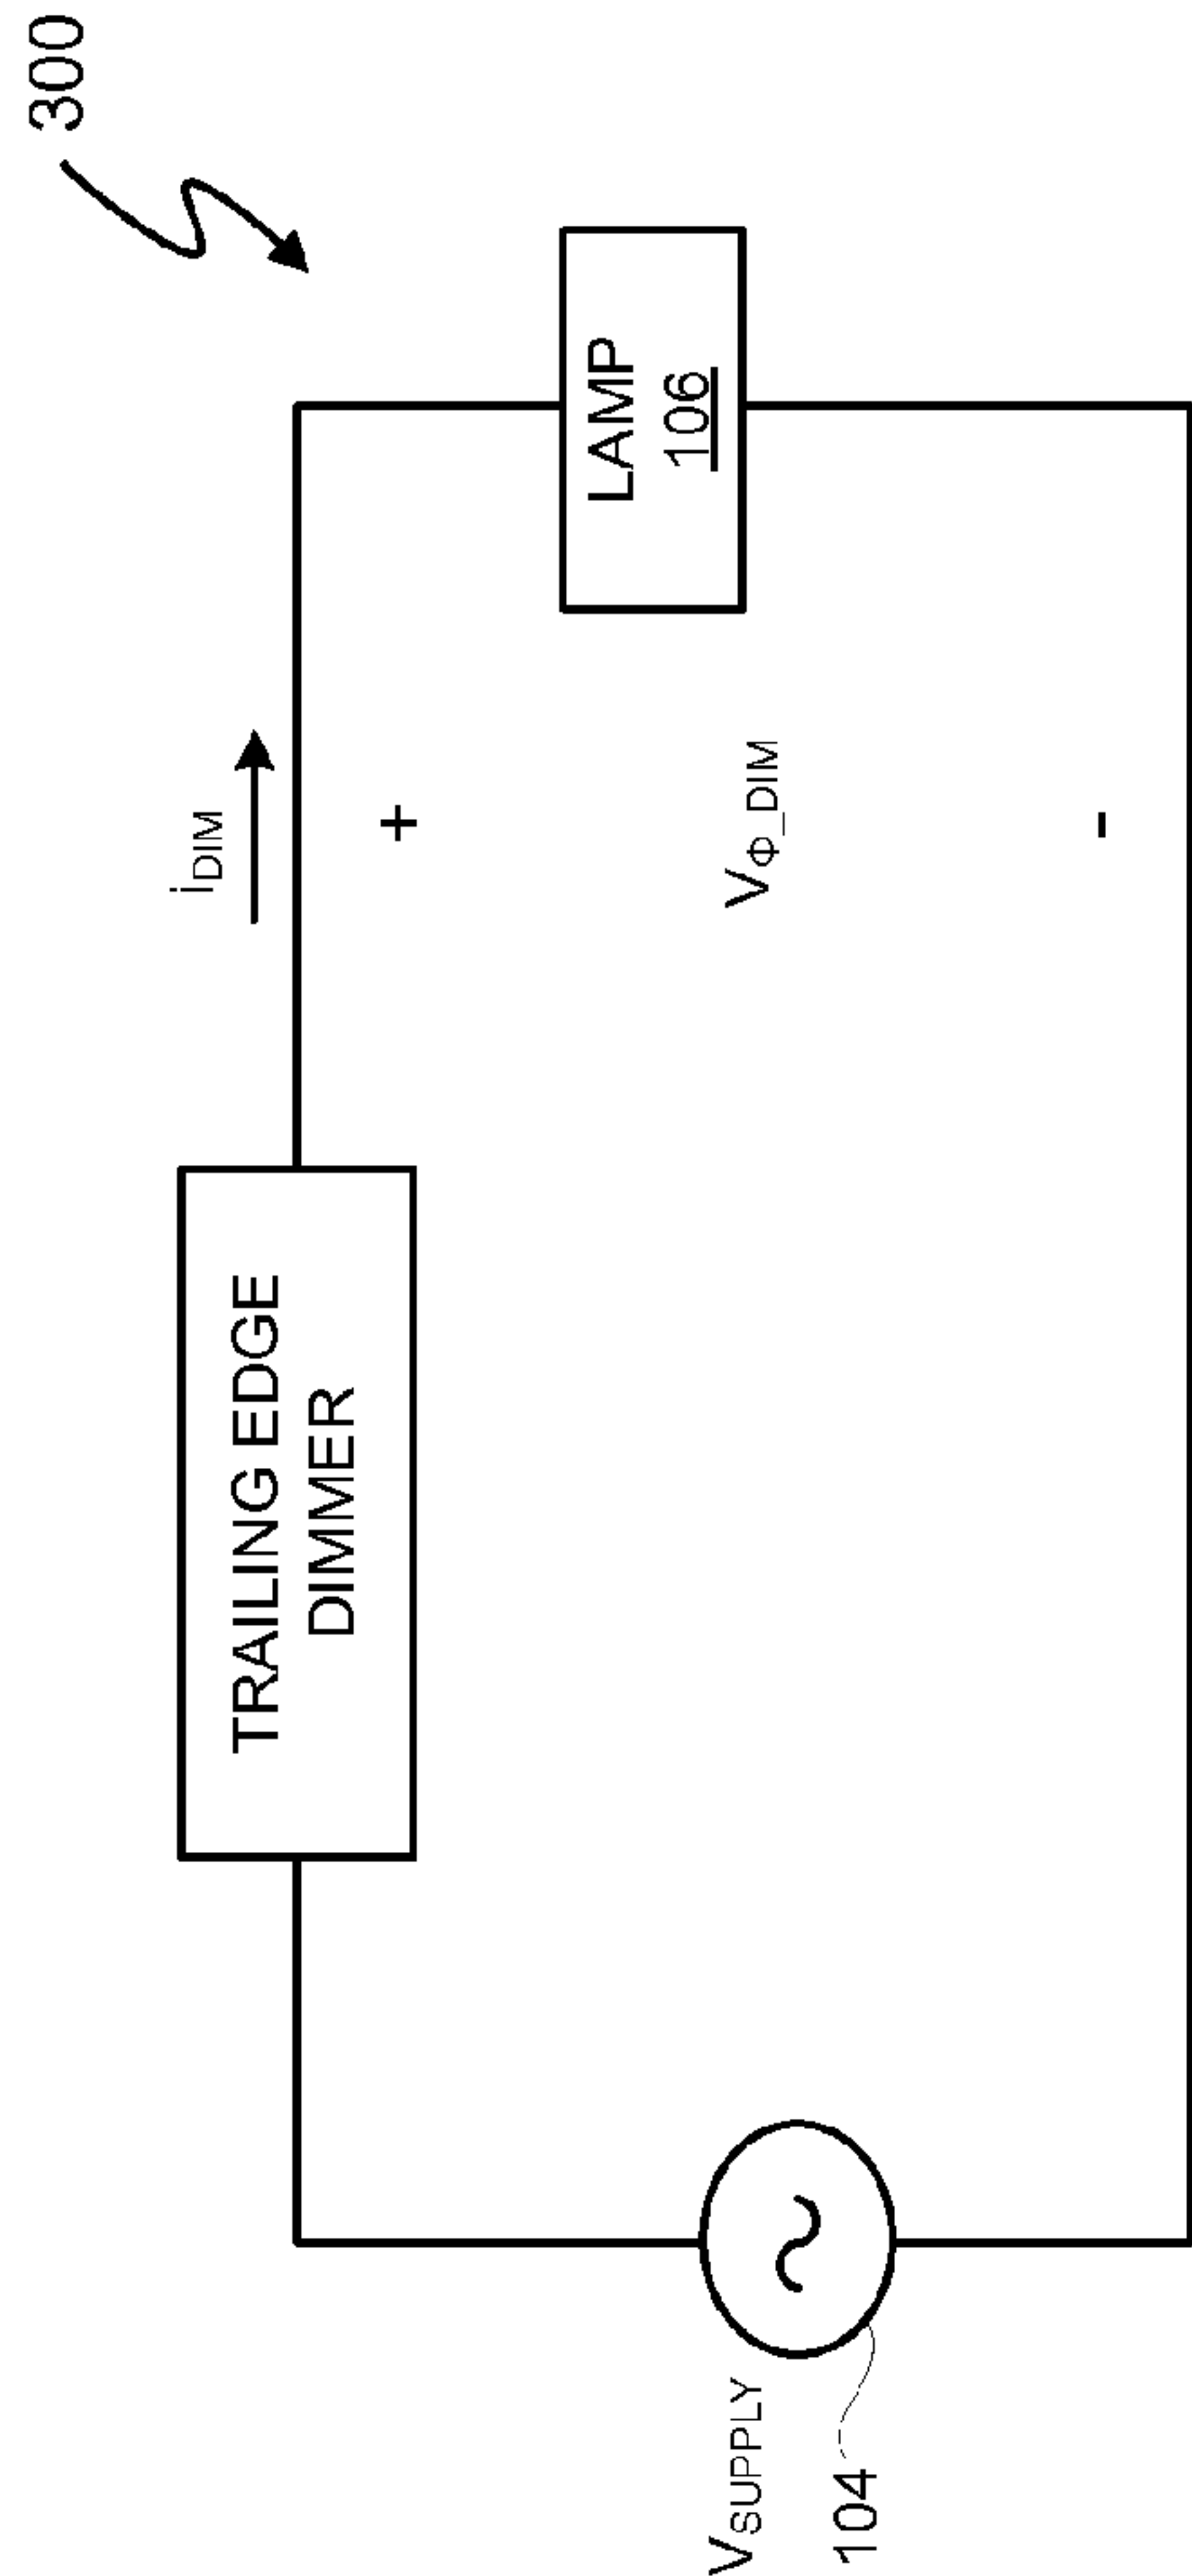 300
i_DIM
TRAILING EDGE
DIMMER
+
LAMP
106
V_SUPPLY
104
V_Φ_DIM
-